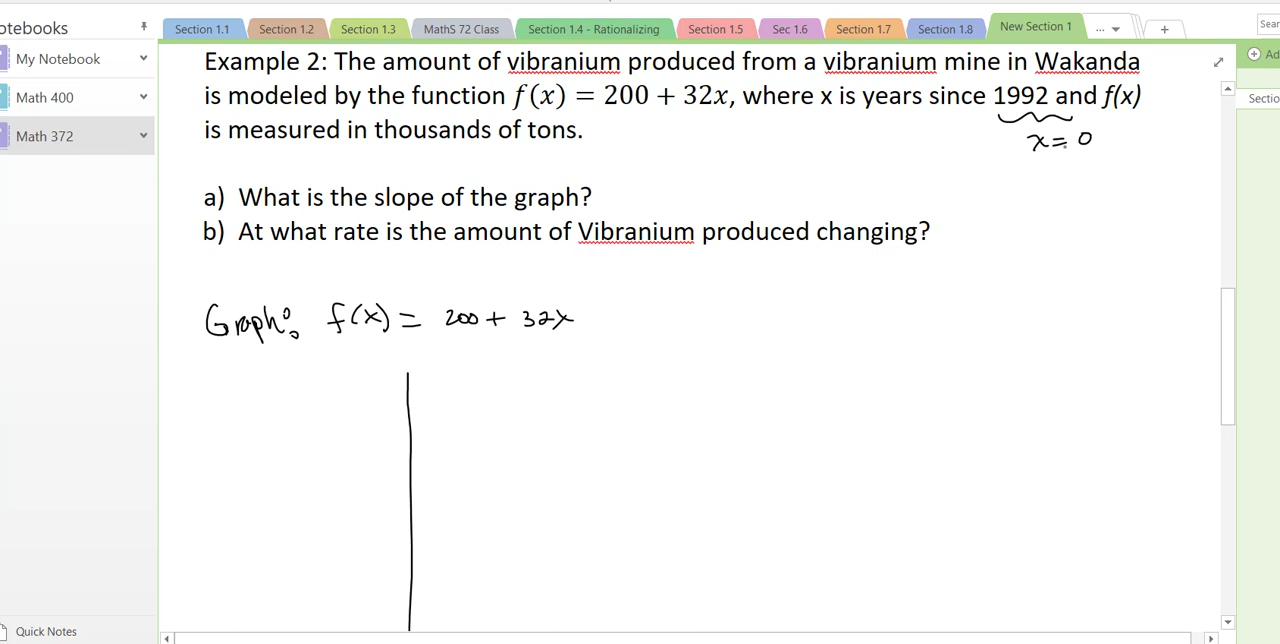 otebooks
Section 1.1
Section 1.2
Section 1.3
MathS 72 Class
Section 1.4 - Rationalizing
Section 1.5
Sec 1.6
Section 1.7
Section 1.8
New Section 1
...
+
Sear
My Notebook
Math 400
Math 372
Ad
Sectio
Example 2: The amount of vibranium produced from a vibranium mine in Wakanda
is modeled by the function f(x) = 200 + 32x, where x is years since 1992 and f(x)
is measured in thousands of tons.
x = 0
a) What is the slope of the graph?
b) At what rate is the amount of Vibranium produced changing?
Graph: f(x) = 200 + 32x
Quick Notes